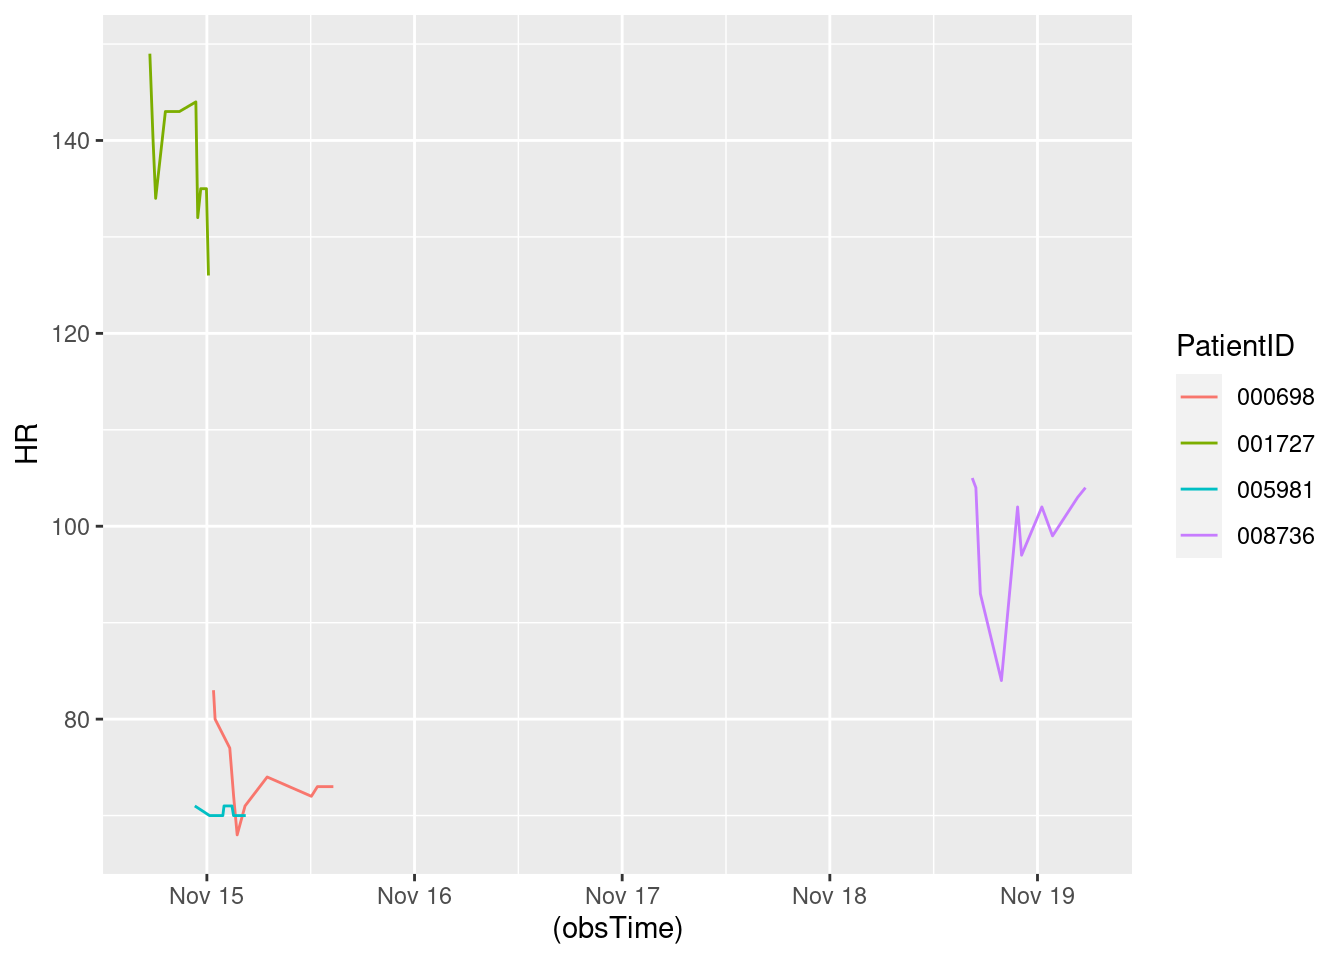 140
120
100
80
HR
Nov 15
Nov 16
Nov 17
Nov 18
Nov 19
(obsTime)
PatientID
000698
001727
005981
008736